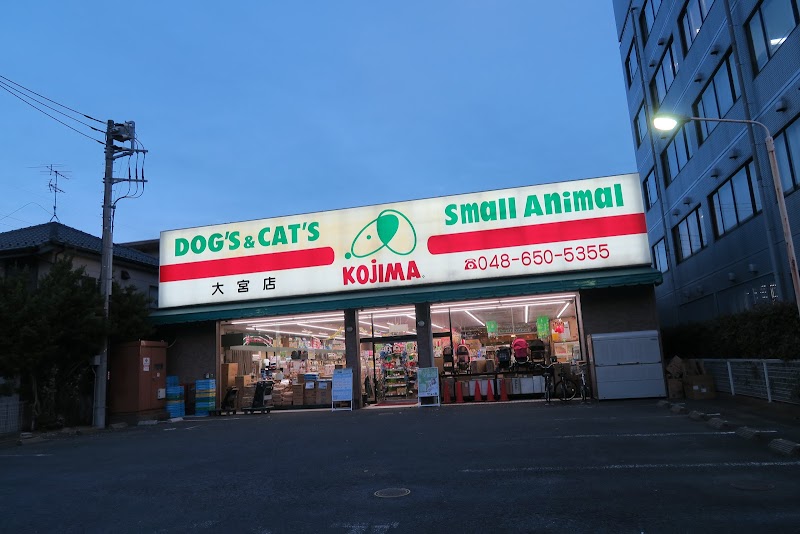 DOG'S & CAT'S
大宮店
KOJIMA
Small Animal
☎048-650-5355